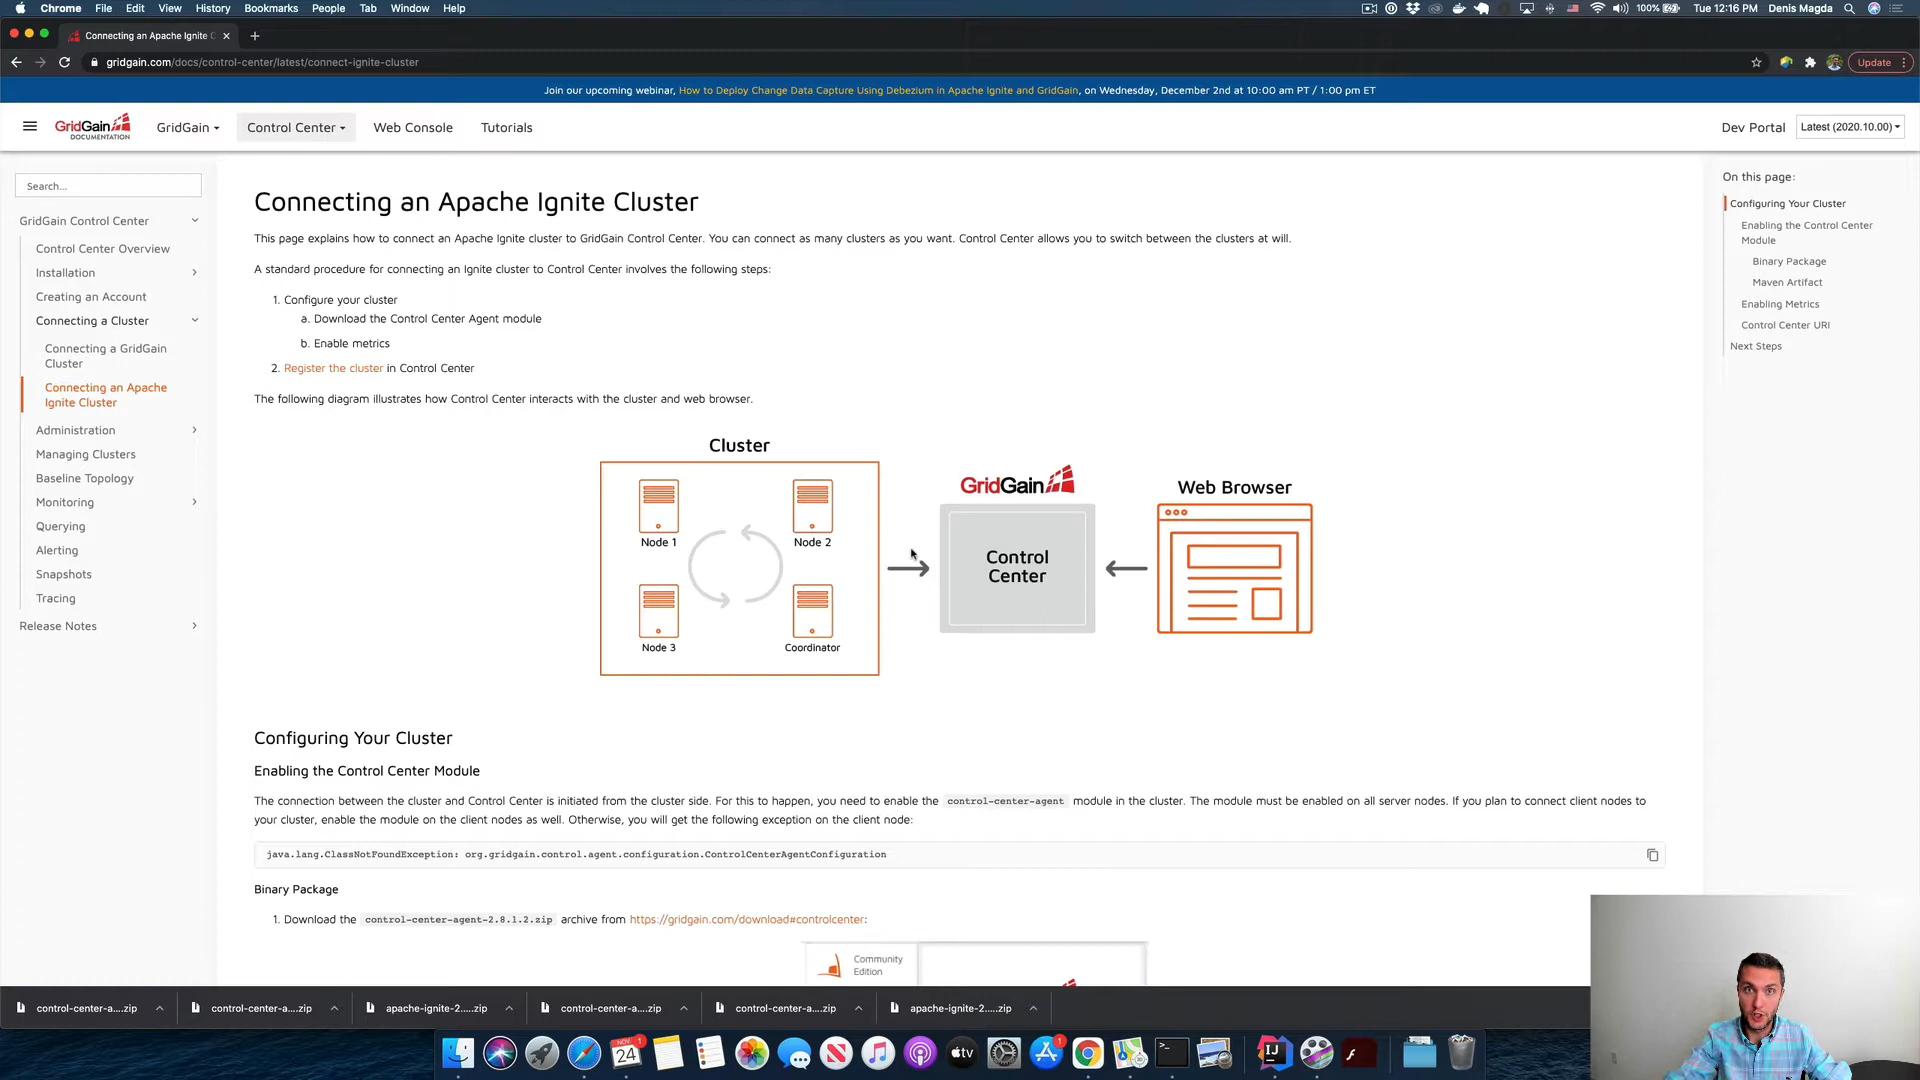 Chrome File Edit View History Bookmarks People Tab Window Help
100% Tue 12:16 PM Denis Magda
Connecting an Apache Ignite C
gridgain.com/docs/control-center/latest/connect-ignite-cluster
Update
Join our upcoming webinar, How to Deploy Change Data Capture Using Debezium in Apache Ignite and GridGain, on Wednesday, December 2nd at 10:00 am PT / 1:00 pm ET
GridGain
DOCUMENTATION
GridGain Control Center Web Console Tutorials
Dev Portal Latest (2020.10.00)
Search...
GridGain Control Center
Control Center Overview
Installation
Creating an Account
Connecting a Cluster
Connecting a GridGain
Cluster
Connecting an Apache
Ignite Cluster
Administration
Managing Clusters
Baseline Topology
Monitoring
Querying
Alerting
Snapshots
Tracing
Release Notes
Connecting an Apache Ignite Cluster
This page explains how to connect an Apache Ignite cluster to GridGain Control Center. You can connect as many clusters as you want. Control Center allows you to switch between the clusters at will.
A standard procedure for connecting an Ignite cluster to Control Center involves the following steps:
1. Configure your cluster
a. Download the Control Center Agent module
b. Enable metrics
2. Register the cluster in Control Center
The following diagram illustrates how Control Center interacts with the cluster and web browser.
Cluster
Node 1
Node 2
Node 3
Coordinator
GridGain
Control
Center
Web Browser
Configuring Your Cluster
Enabling the Control Center Module
The connection between the cluster and Control Center is initiated from the cluster side. For this to happen, you need to enable the control-center-agent module in the cluster. The module must be enabled on all server nodes. If you plan to connect client nodes to
your cluster, enable the module on the client nodes as well. Otherwise, you will get the following exception on the client node:
java.lang.ClassNotFoundException: org.gridgain.control.agent.configuration.ControlCenterAgentConfiguration
Binary Package
1. Download the control-center-agent-2.8.1.2.zip archive from https://gridgain.com/download#controlcenter:
Community
Edition
On this page:
Configuring Your Cluster
Enabling the Control Center
Module
Binary Package
Maven Artifact
Enabling Metrics
Control Center URI
Next Steps
control-center-a....zip
control-center-a....zip
apache-ignite-2....zip
control-center-a....zip
control-center-a....zip
apache-ignite-2....zip
NOV
24
1
tv
1
IJ